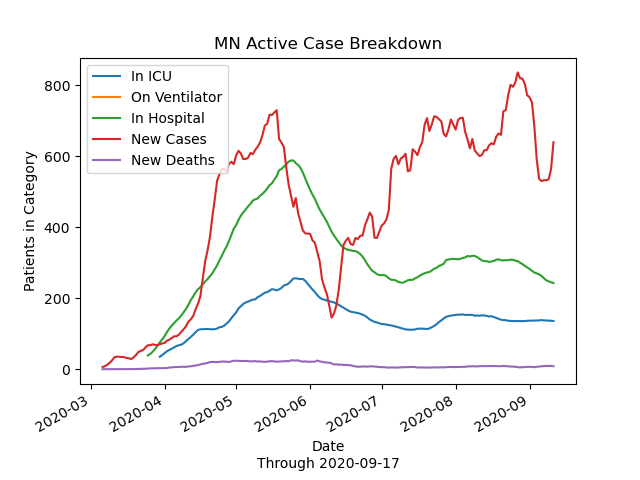 MN Active Case Breakdown
In ICU
On Ventilator
In Hospital
New Cases
New Deaths
Patients in Category
800
600
400
200
0
2020-03
2020-04
2020-05
2020-06
2020-07
2020-08
2020-09
Date
Through 2020-09-17